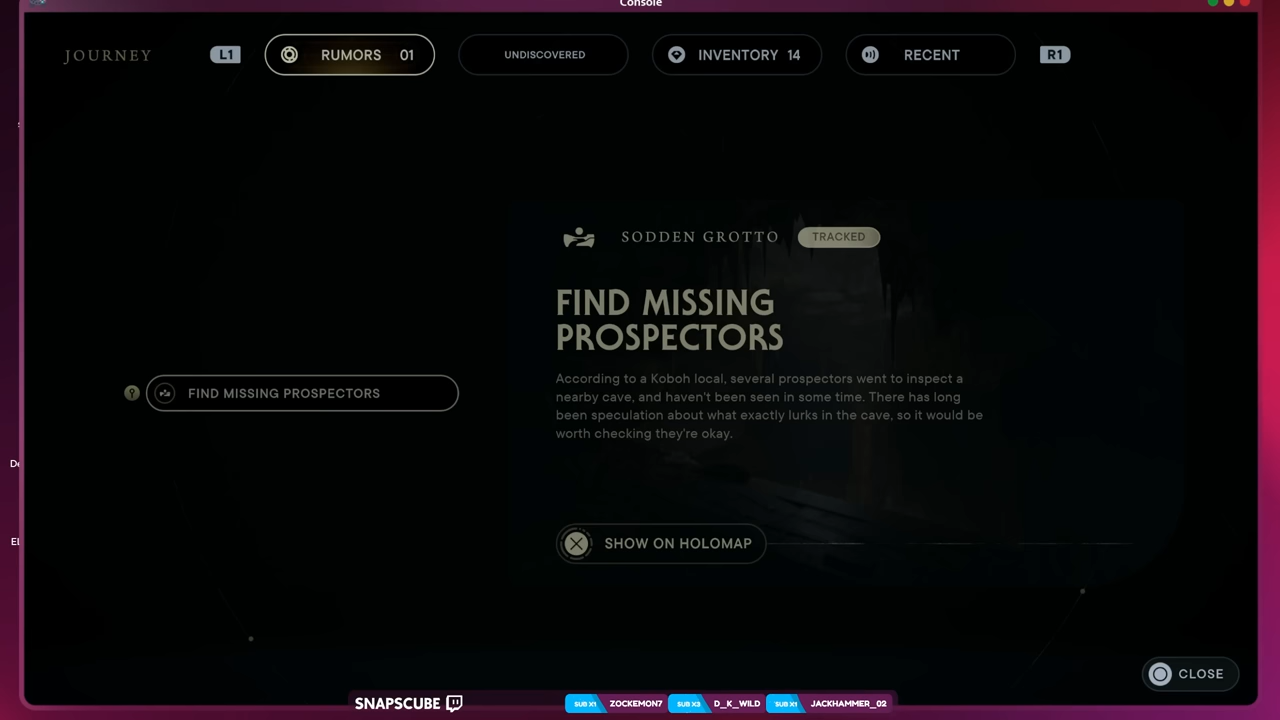 Console
JOURNEY
L1
RUMORS 01
UNDISCOVERED
INVENTORY 14
RECENT
R1
SODDEN GROTTO
TRACKED
FIND MISSING
PROSPECTORS
According to a Koboh local, several prospectors went to inspect a
nearby cave, and haven't been seen in some time. There has long
been speculation about what exactly lurks in the cave, so it would be
worth checking they're okay.
FIND MISSING PROSPECTORS
SHOW ON HOLOMAP
CLOSE
SNAPSCUBE
SUB X1 ZOCKEMON7
SUB X3 D_K_WILD
SUB X1 JACKHAMMER_02